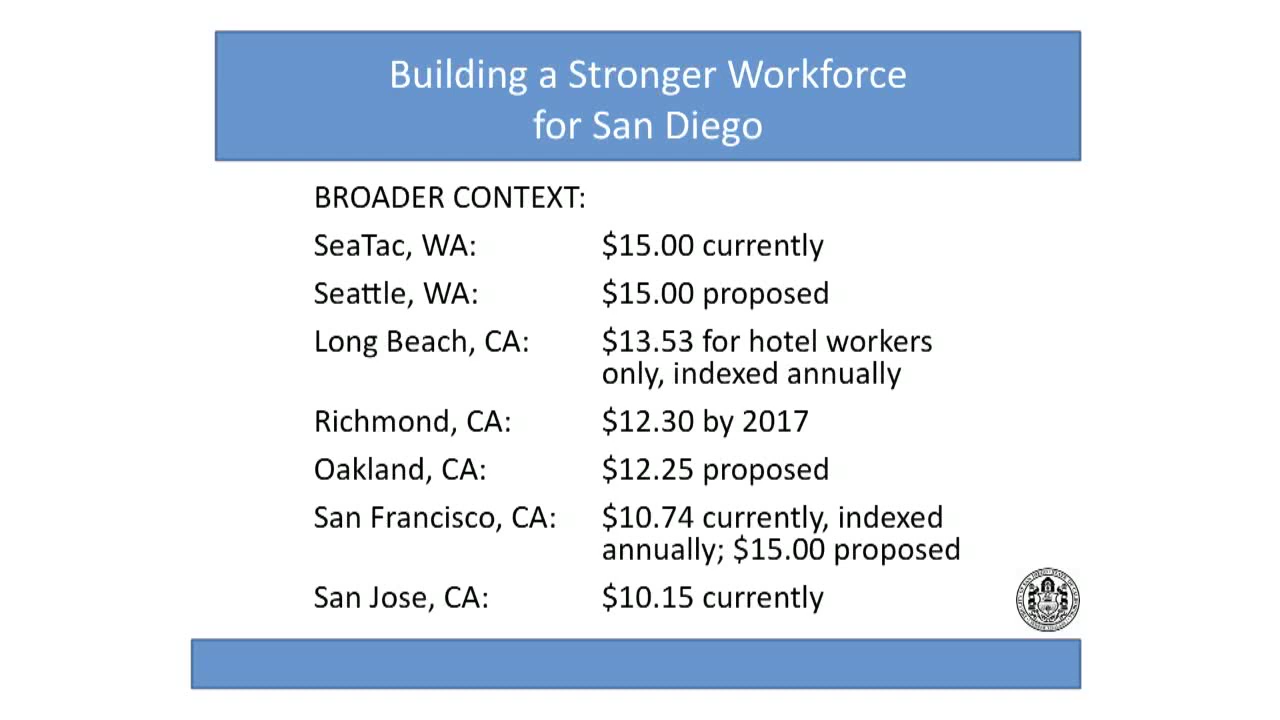 Building a Stronger Workforce
for San Diego
BROADER CONTEXT:
SeaTac, WA: $15.00 currently
Seattle, WA: $15.00 proposed
Long Beach, CA: $13.53 for hotel workers
only, indexed annually
Richmond, CA: $12.30 by 2017
Oakland, CA: $12.25 proposed
San Francisco, CA: $10.74 currently, indexed
annually; $15.00 proposed
San Jose, CA: $10.15 currently